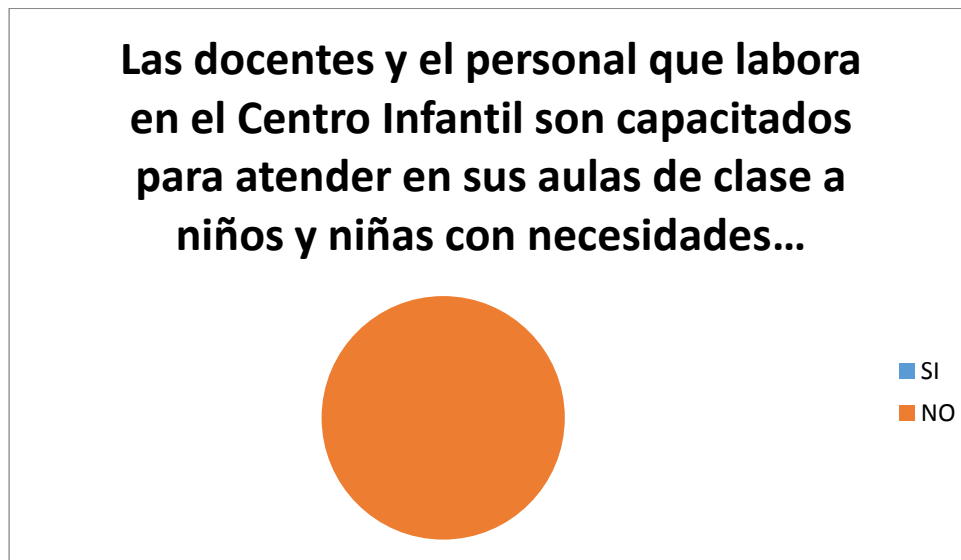 Las docentes y el personal que labora
en el Centro Infantil son capacitados
para atender en sus aulas de clase a
niños y niñas con necesidades...
SI
NO